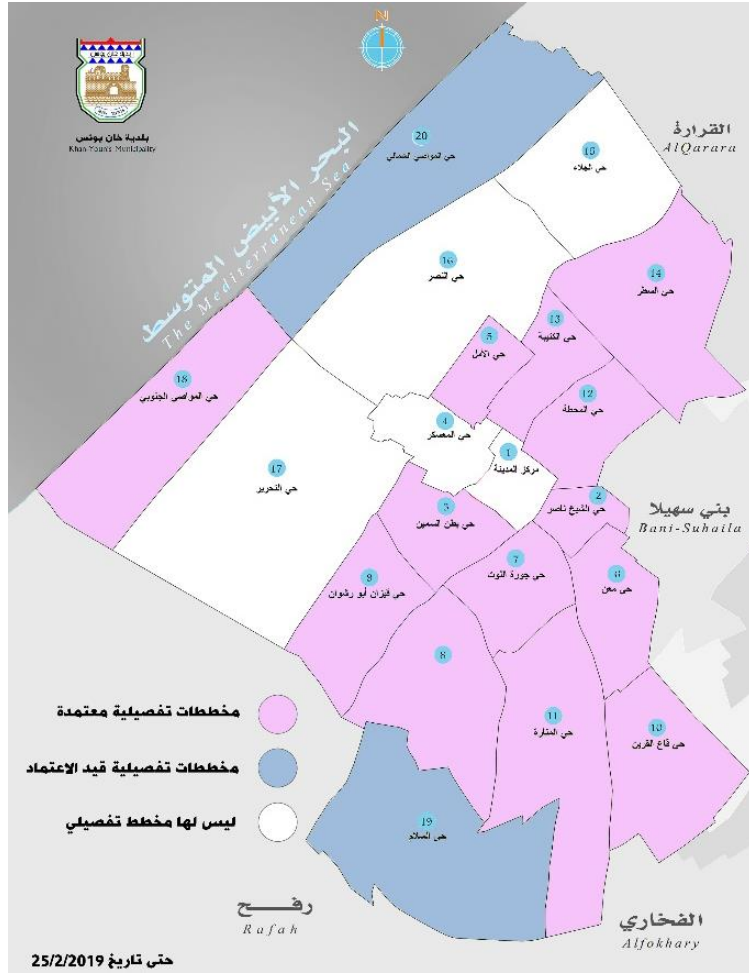 N
بلدية خان يونس
Khan Youn's Municipality
البحر الأبيض المتوسط
The Mediterranean Sea
القرارة
AlQarara
20
حي المواصي الشمالي
15
حي الجلاء
16
حي النصر
14
حي السطر
13
حي الكتيبة
5
حي الأمل
18
حي المواصي الجنوبي
12
حي المحطة
4
حي المعسكر
1
مركز المدينة
17
حي التحرير
2
حي الشيخ ناصر
بني سهيلا
Bani-Suhaila
3
حي بطن السمين
7
حي جورة اللوت
9
حي قيزان أبو رشوان
6
حي معن
8
11
حي المنارة
10
حي قاع القرين
19
حي السلام
مخططات تفصيلية معتمدة
مخططات تفصيلية قيد الاعتماد
ليس لها مخطط تفصيلي
رفح
Rafah
الفخاري
Alfokhary
حتى تاريخ 25/2/2019